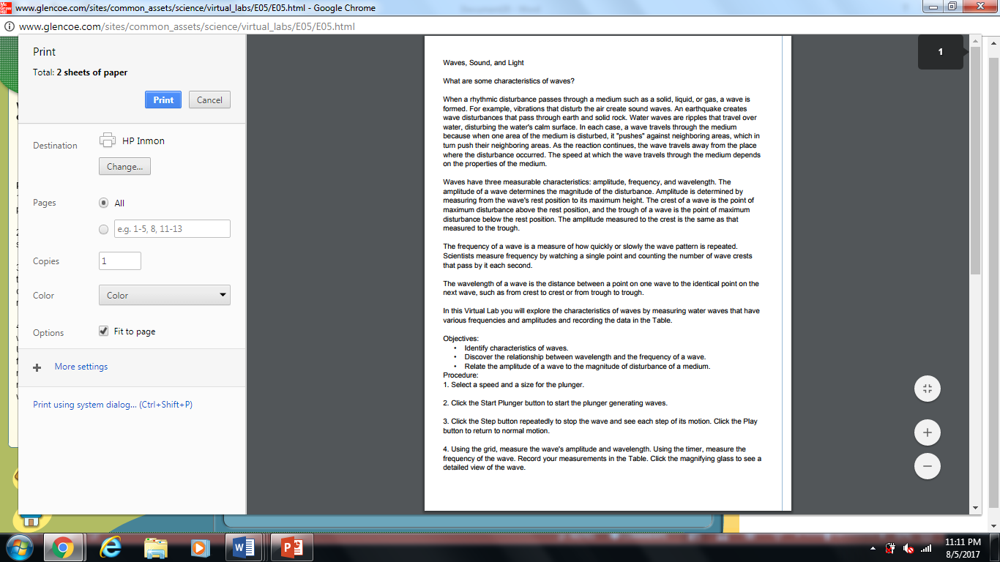 www.glencoe.com/sites/common_assets/science/virtual_labs/E05/E05.html - Google Chrome
www.glencoe.com/sites/common_assets/science/virtual_labs/E05/E05.html
Print
Total: 2 sheets of paper
Print Cancel
Destination HP Inmon
Change...
Pages All
e.g. 1-5, 8, 11-13
Copies 1
Color Color
Options Fit to page
More settings
Print using system dialog... (Ctrl+Shift+P)
1
Waves, Sound, and Light
What are some characteristics of waves?
When a rhythmic disturbance passes through a medium such as a solid, liquid, or gas, a wave is
formed. For example, vibrations that disturb the air create sound waves. An earthquake creates
wave disturbances that pass through earth and solid rock. Water waves are ripples that travel over
water, disturbing the water's calm surface. In each case, a wave travels through the medium
because when one area of the medium is disturbed, it "pushes" against neighboring areas, which in
turn push their neighboring areas. As the reaction continues, the wave travels away from the place
where the disturbance occurred. The speed at which the wave travels through the medium depends
on the properties of the medium.
Waves have three measurable characteristics: amplitude, frequency, and wavelength. The
amplitude of a wave determines the magnitude of the disturbance. Amplitude is determined by
measuring from the wave's rest position to its maximum height. The crest of a wave is the point of
maximum disturbance above the rest position, and the trough of a wave is the point of maximum
disturbance below the rest position. The amplitude measured to the crest is the same as that
measured to the trough.
The frequency of a wave is a measure of how quickly or slowly the wave pattern is repeated.
Scientists measure frequency by watching a single point and counting the number of wave crests
that pass by it each second.
The wavelength of a wave is the distance between a point on one wave to the identical point on the
next wave, such as from crest to crest or from trough to trough.
In this Virtual Lab you will explore the characteristics of waves by measuring water waves that have
various frequencies and amplitudes and recording the data in the Table.
Objectives:
• Identify characteristics of waves.
• Discover the relationship between wavelength and the frequency of a wave.
• Relate the amplitude of a wave to the magnitude of disturbance of a medium.
Procedure:
1. Select a speed and a size for the plunger.
2. Click the Start Plunger button to start the plunger generating waves.
3. Click the Step button repeatedly to stop the wave and see each step of its motion. Click the Play
button to return to normal motion.
4. Using the grid, measure the wave's amplitude and wavelength. Using the timer, measure the
frequency of the wave. Record your measurements in the Table. Click the magnifying glass to see a
detailed view of the wave.
11:11 PM
8/5/2017